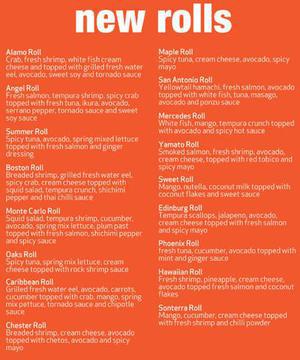 new rolls
Alamo Roll
Crab, fresh shrimp, white fish cream
cheese and topped with grilled fresh water
eel, avocado, sweet soy and tornado sauce
Angel Roll
Fresh salmon, tempura shrimp, spicy crab
topped with fresh tuna, ikura, avocado,
serrano pepper, tornado sauce and sweet
soy sauce
Summer Roll
Spicy tuna, avocado, spring mixed lettuce
topped with fresh salmon and ginger
dressing
Boston Roll
Breaded shrimp, grilled fresh water eel,
spicy crab, cream cheese topped with
squid salad, tempura crunch, shichimi
pepper and thai chilli sauce
Monte Carlo Roll
Squid salad, tempura shrimp, cucumber,
avocado, spring mix lettuce, plum past
topped with fresh salmon, shichimi pepper
and spicy sauce
Oaks Roll
Spicy tuna, spring mix lettuce, cream
cheese topped with rock shrimp sauce
Caribbean Roll
Grilled fresh water eel, avocado, carrots,
cucumber topped with crab, mango, spring
mix lettuce, tornado sauce and chipotle
sauce
Chester Roll
Breaded shrimp, cream cheese, avocado
topped with chetos, avocado and spicy
mayo
Maple Roll
Spicy tuna, cream cheese, avocado, spicy
mayo
San Antonio Roll
Yellowtail hamachi, fresh salmon, avocado
topped with white fish, tuna, masago,
avocado and ponzu sauce
Mercedes Roll
White fish, mango, tempura crunch topped
with avocado and spicy hot sauce
Yamato Roll
Smoked salmon, fresh shrimp, avocado,
cream cheese, topped with red tobico and
spicy mayo
Sweet Roll
Mango, nutella, coconut milk topped with
coconut flakes and sweet sauce
Edinburg Roll
Tempura scallops, jalapeno, avocado,
cream cheese topped with fresh salmon
and spicy mayo
Phoenix Roll
fresh tuna, cucumber, avocado topped with
mint and ginger sauce
Hawaiian Roll
Fresh shrimp, pineapple, cream cheese,
avocado topped fresh salmon and coconut
flakes
Sonterra Roll
Mango, cucumber, cream cheese topped
with fresh shrimp and chilli powder